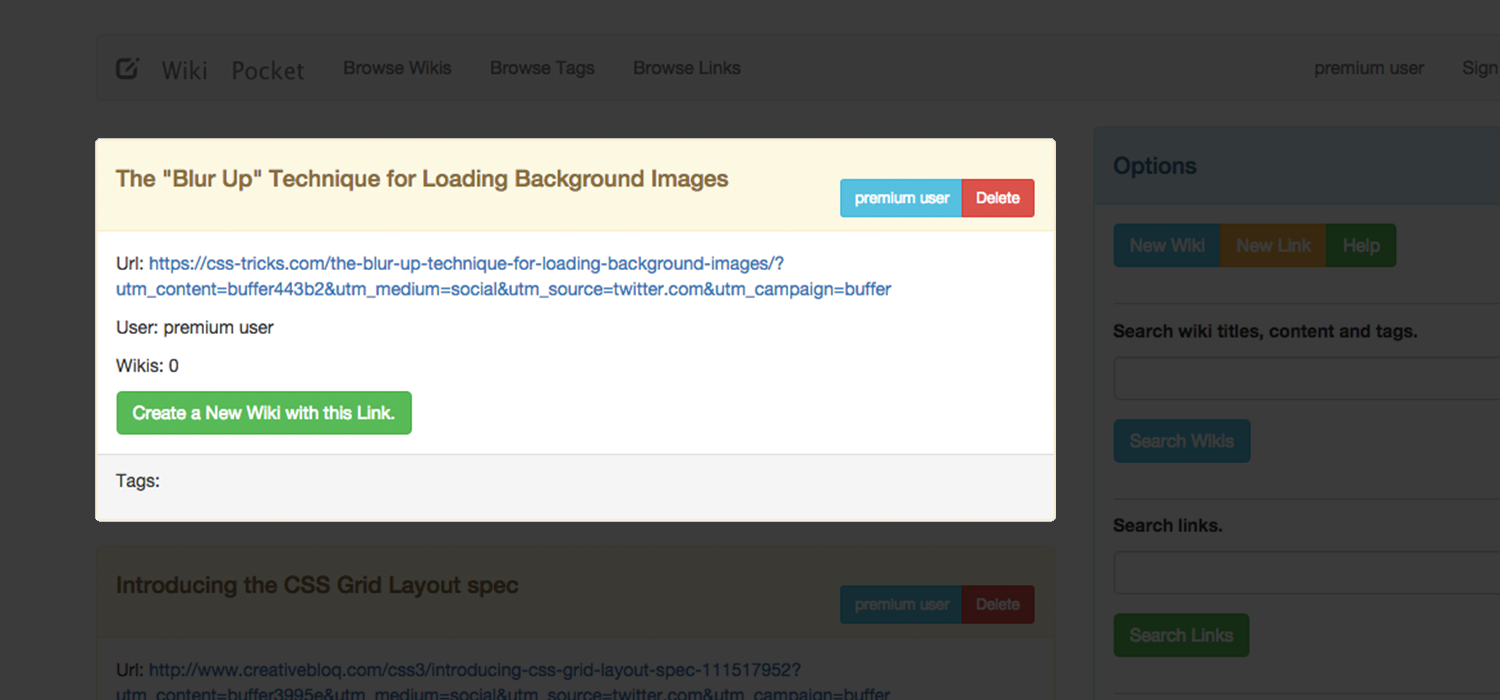 Wiki Pocket Browse Wikis Browse Tags Browse Links premium user Sign
The "Blur Up" Technique for Loading Background Images
premium user Delete
Url: https://css-tricks.com/the-blur-up-technique-for-loading-background-images/?
utm_content=buffer443b2&utm_medium=social&utm_source=twitter.com&utm_campaign=buffer
User: premium user
Wikis: 0
Create a New Wiki with this Link.
Tags:
Introducing the CSS Grid Layout spec
premium user Delete
Url: http://www.creativebloq.com/css3/introducing-css-grid-layout-spec-111517952?
utm_content=buffer3995e&utm_medium=social&utm_source=twitter.com&utm_campaign=buffer
Options
New Wiki New Link Help
Search wiki titles, content and tags.
Search Wikis
Search links.
Search Links